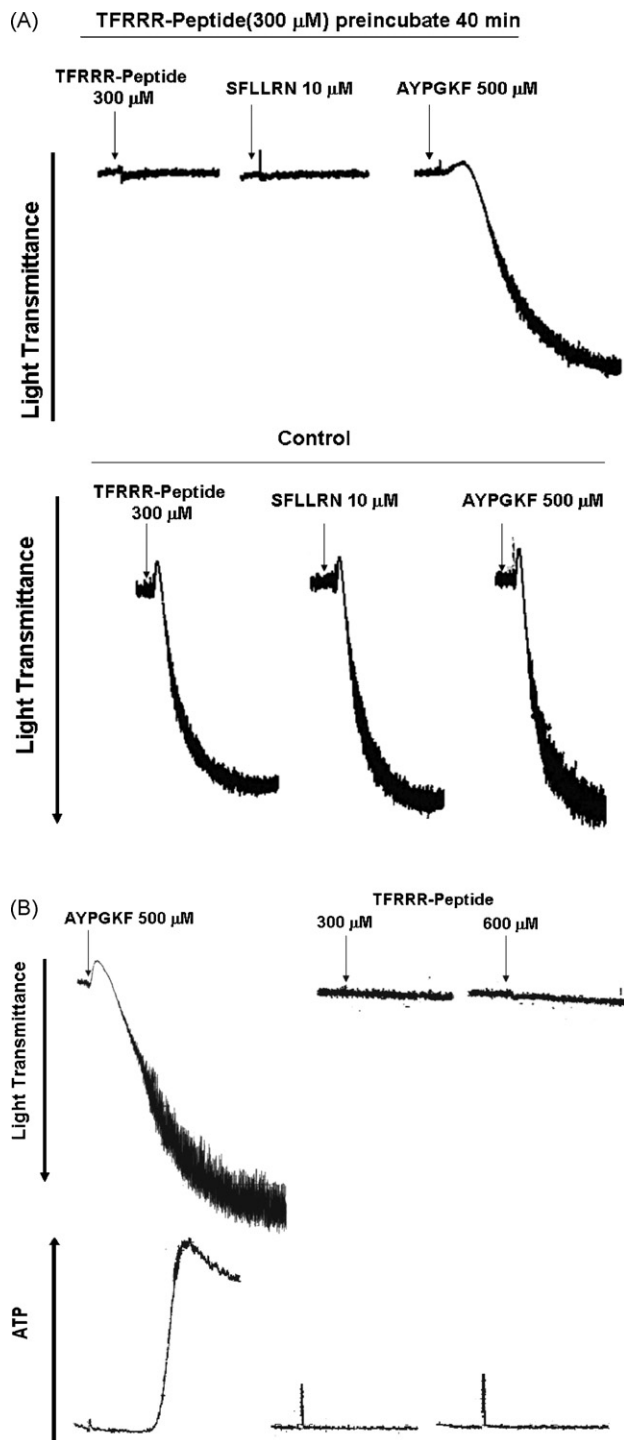 (A)
TFRRR-Peptide(300 μM) preincubate 40 min
TFRRR-Peptide
300 μM
SFLLRN 10 μM
AYPGKF 500 μM
Light Transmittance
Control
TFRRR-Peptide
300 μM
SFLLRN 10 μM
AYPGKF 500 μM
Light Transmittance
(B)
AYPGKF 500 μM
TFRRR-Peptide
300 μM
600 μM
Light Transmittance
ATP